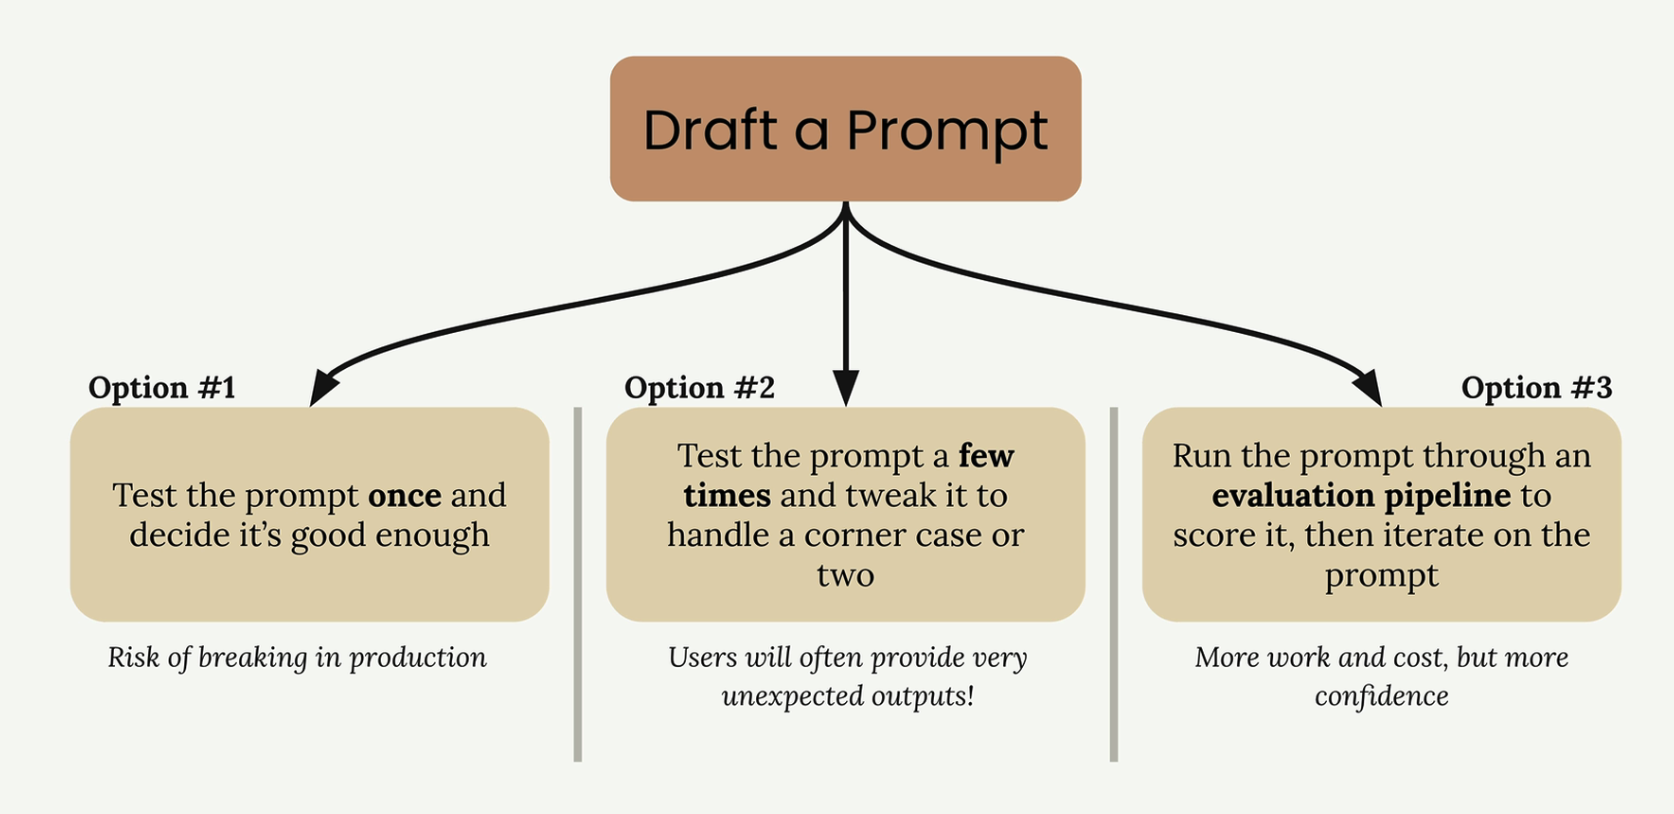 Draft a Prompt
Option #1
Test the prompt once and
decide it’s good enough
Risk of breaking in production
Option #2
Test the prompt a few
times and tweak it to
handle a corner case or
two
Users will often provide very
unexpected outputs!
Option #3
Run the prompt through an
evaluation pipeline to
score it, then iterate on the
prompt
More work and cost, but more
confidence